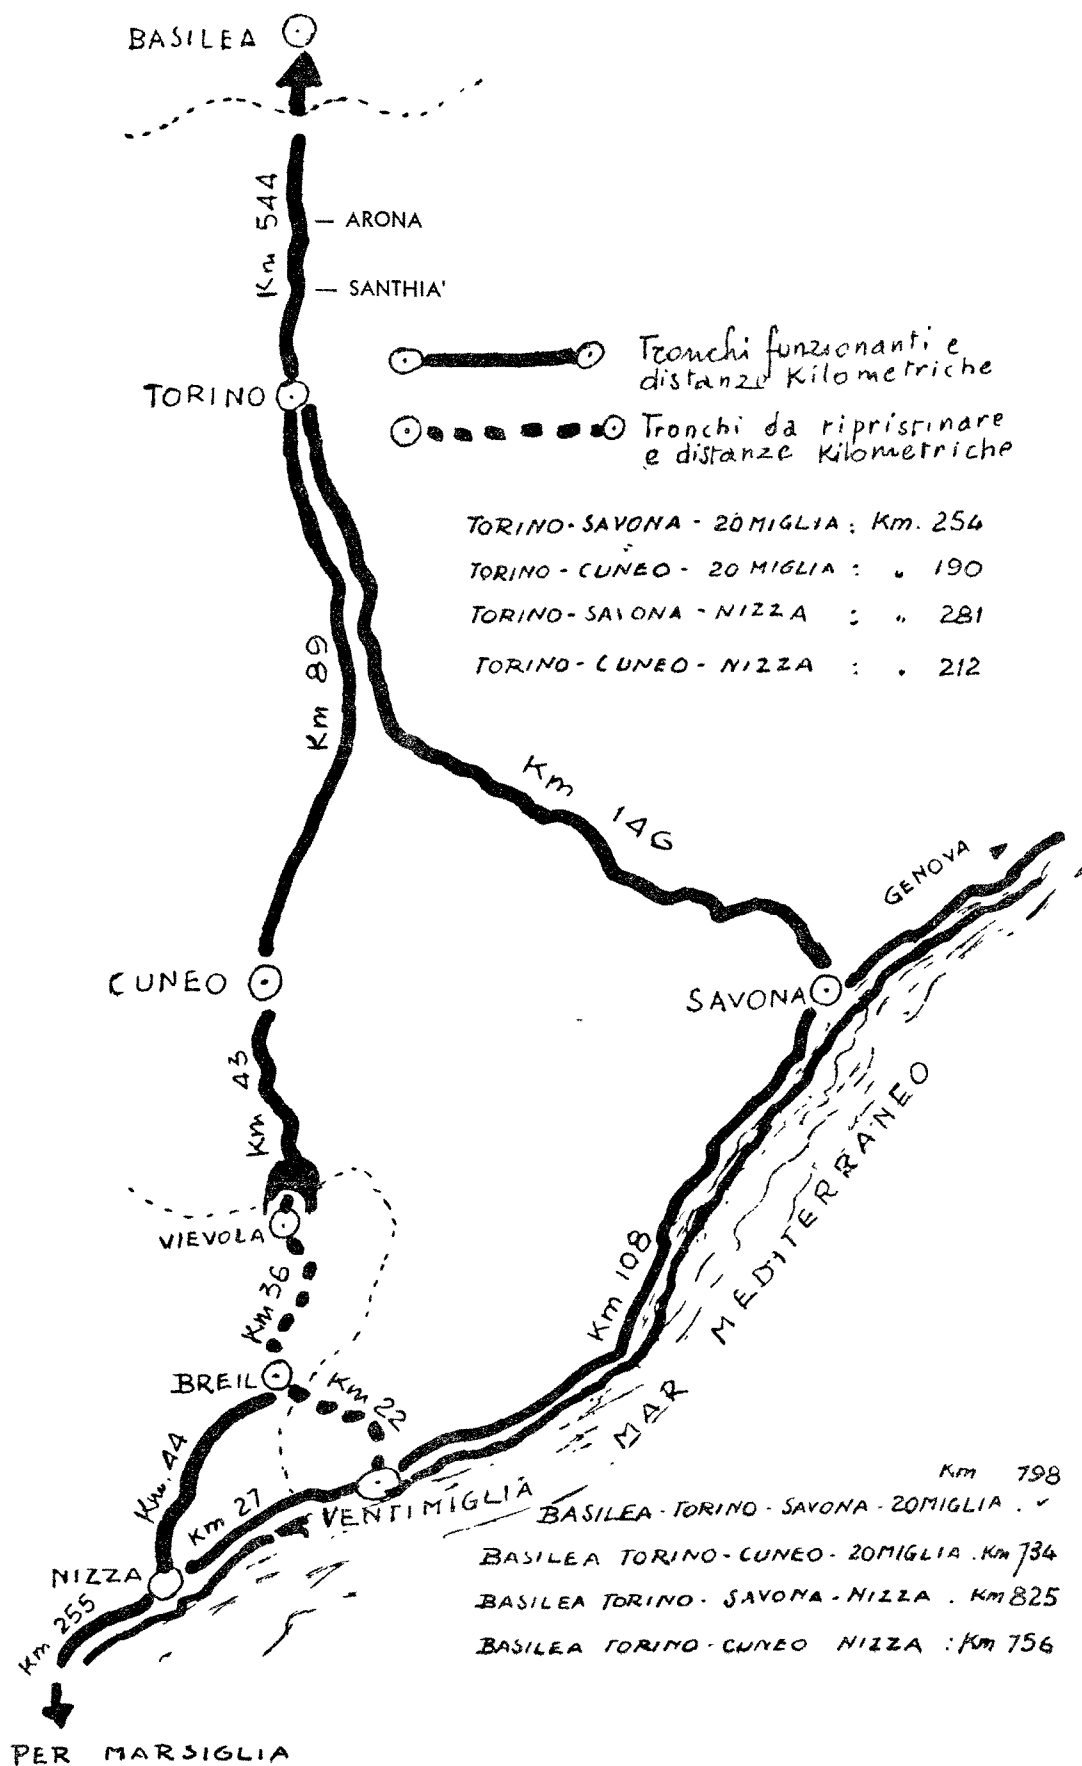 BASILEA
Km 544
— ARONA
— SANTHIA'
Tronchi funzionanti e
distanze Kilometriche
TORINO
Tronchi da ripristinare
e distanze Kilometriche
TORINO - SAVONA - 20MIGLIA : Km. 254
TORINO - CUNEO - 20 MIGLIA : " 190
TORINO - SAVONA - NIZZA : " 281
TORINO - CUNEO - NIZZA : " 212
Km 89
Km 146
GENOVA
CUNEO
SAVONA
Km 43
MAR MEDITERRANEO
VIEVOLA
Km 108
Km 36
BREIL
Km 22
Km. 44
Km 27
VENTIMIGLIA
Km 798
BASILEA - TORINO - SAVONA - 20MIGLIA .
BASILEA TORINO - CUNEO - 20MIGLIA . Km 734
NIZZA
BASILEA TORINO - SAVONA - NIZZA . Km 825
Km 255
BASILEA TORINO - CUNEO NIZZA : Km 756
PER MARSIGLIA